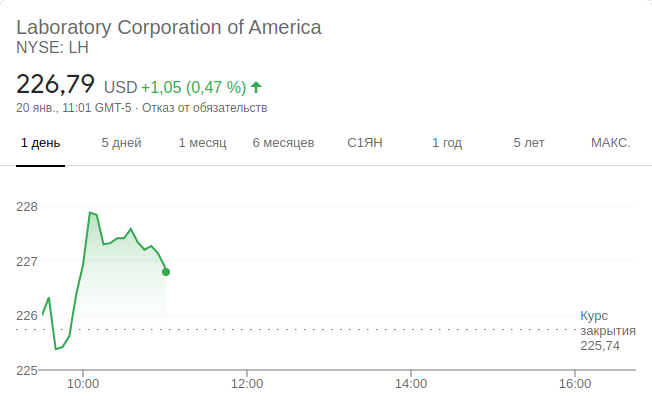 Laboratory Corporation of America
NYSE: LH
226,79 USD +1,05 (0,47 %)
20 янв., 11:01 GMT-5 · Отказ от обязательств
1 день 5 дней 1 месяц 6 месяцев С1ЯН 1 год 5 лет МАКС.
228
227
226
Курс
закрытия
225,74
225
10:00 12:00 14:00 16:00